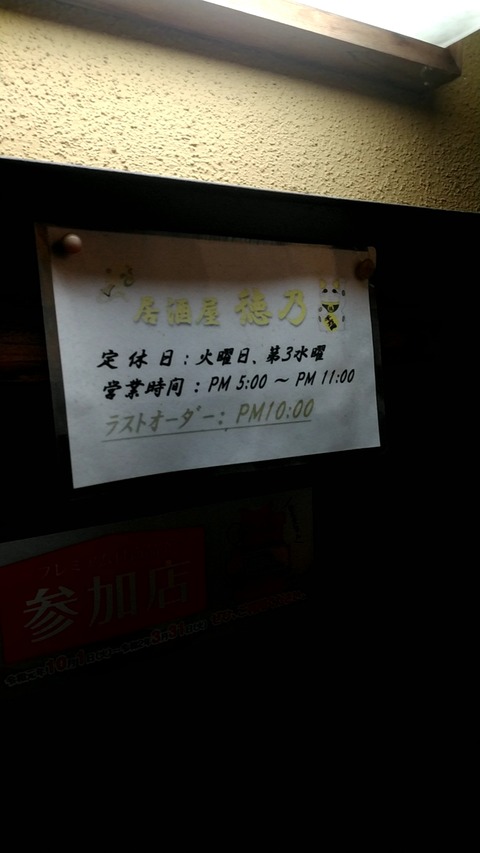 居酒屋 穂乃
定休日：火曜日、第3水曜
営業時間：PM 5:00 ～ PM 11:00
ラストオーダー：PM10:00
参加店